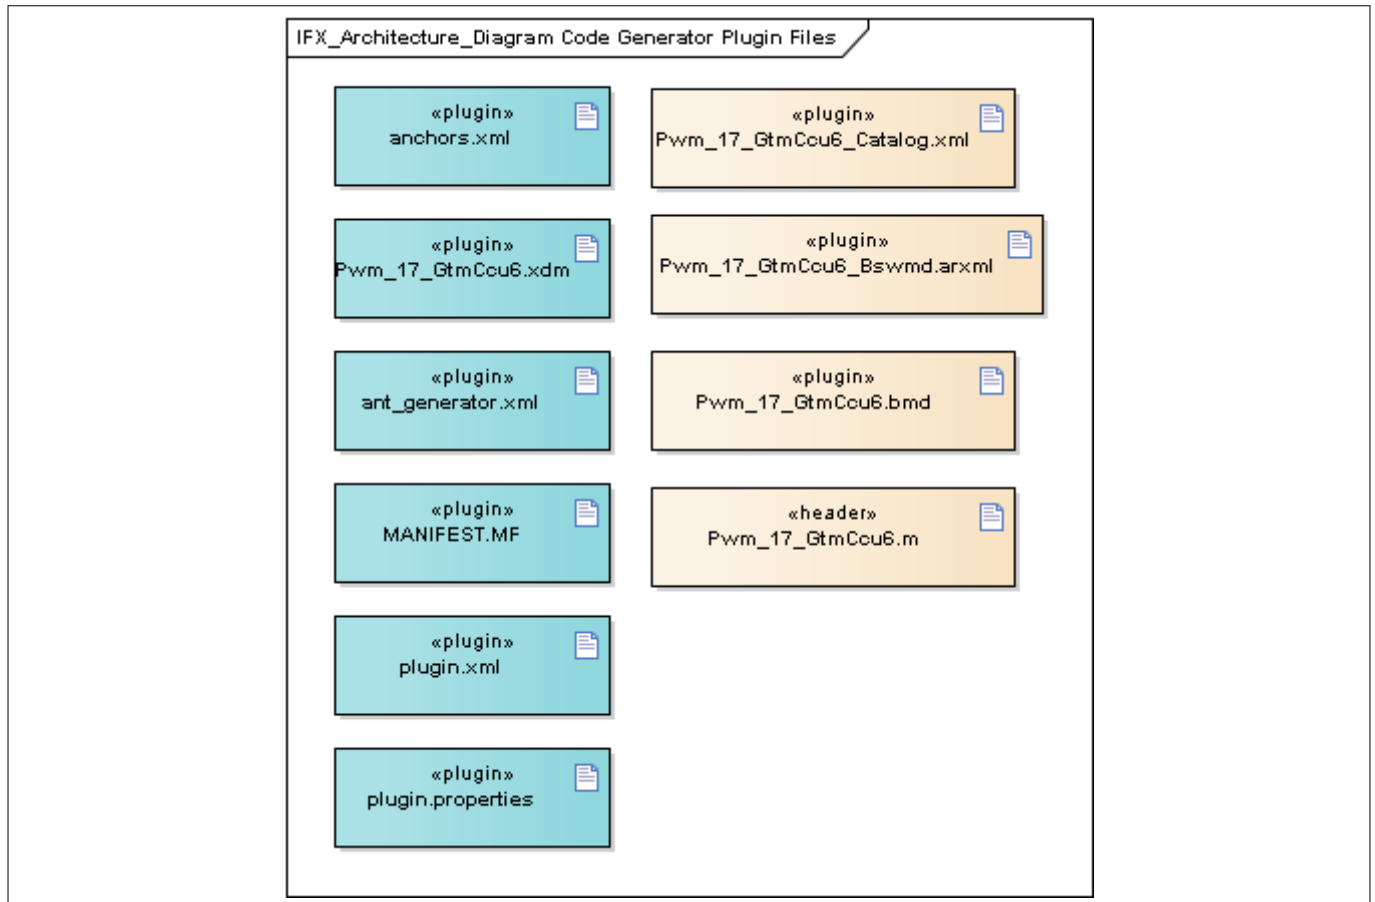 IFX_Architecture_Diagram Code Generator Plugin Files
«plugin»
anchors.xml
«plugin»
Pwm_17_GtmCcu6.xdm
«plugin»
ant_generator.xml
«plugin»
MANIFEST.MF
«plugin»
plugin.xml
«plugin»
plugin.properties
«plugin»
Pwm_17_GtmCcu6_Catalog.xml
«plugin»
Pwm_17_GtmCcu6_Bswmd.arxml
«plugin»
Pwm_17_GtmCcu6.bmd
«header»
Pwm_17_GtmCcu6.m